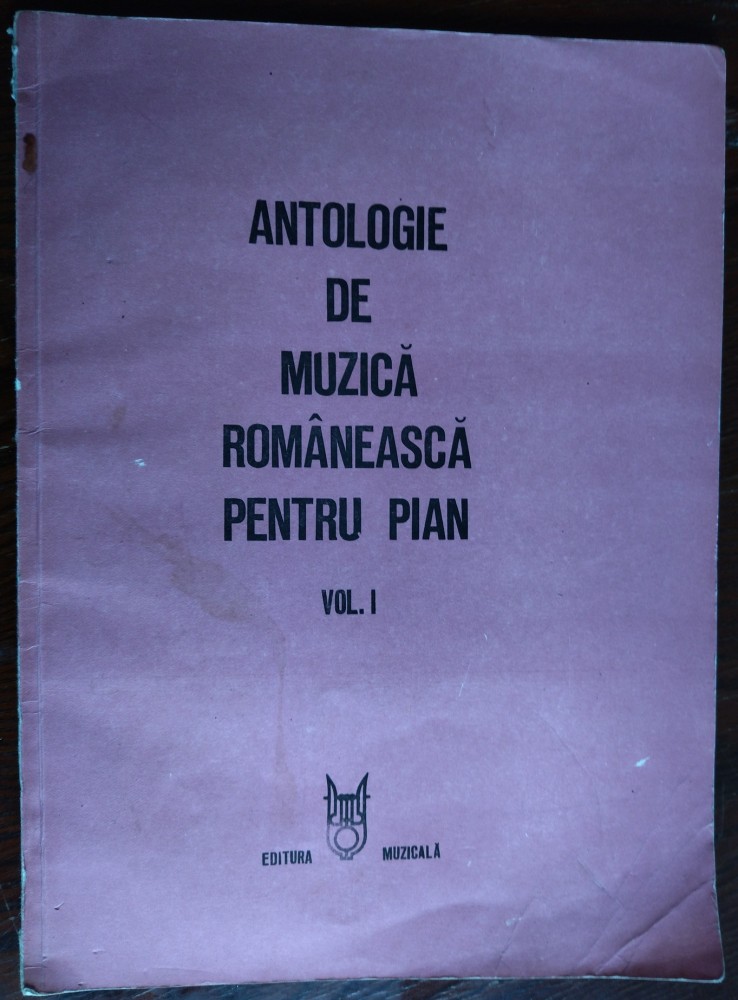 ANTOLOGIE
DE
MUZICĂ
ROMÂNEASCĂ
PENTRU PIAN
VOL. I
EDITURA MUZICALĂ